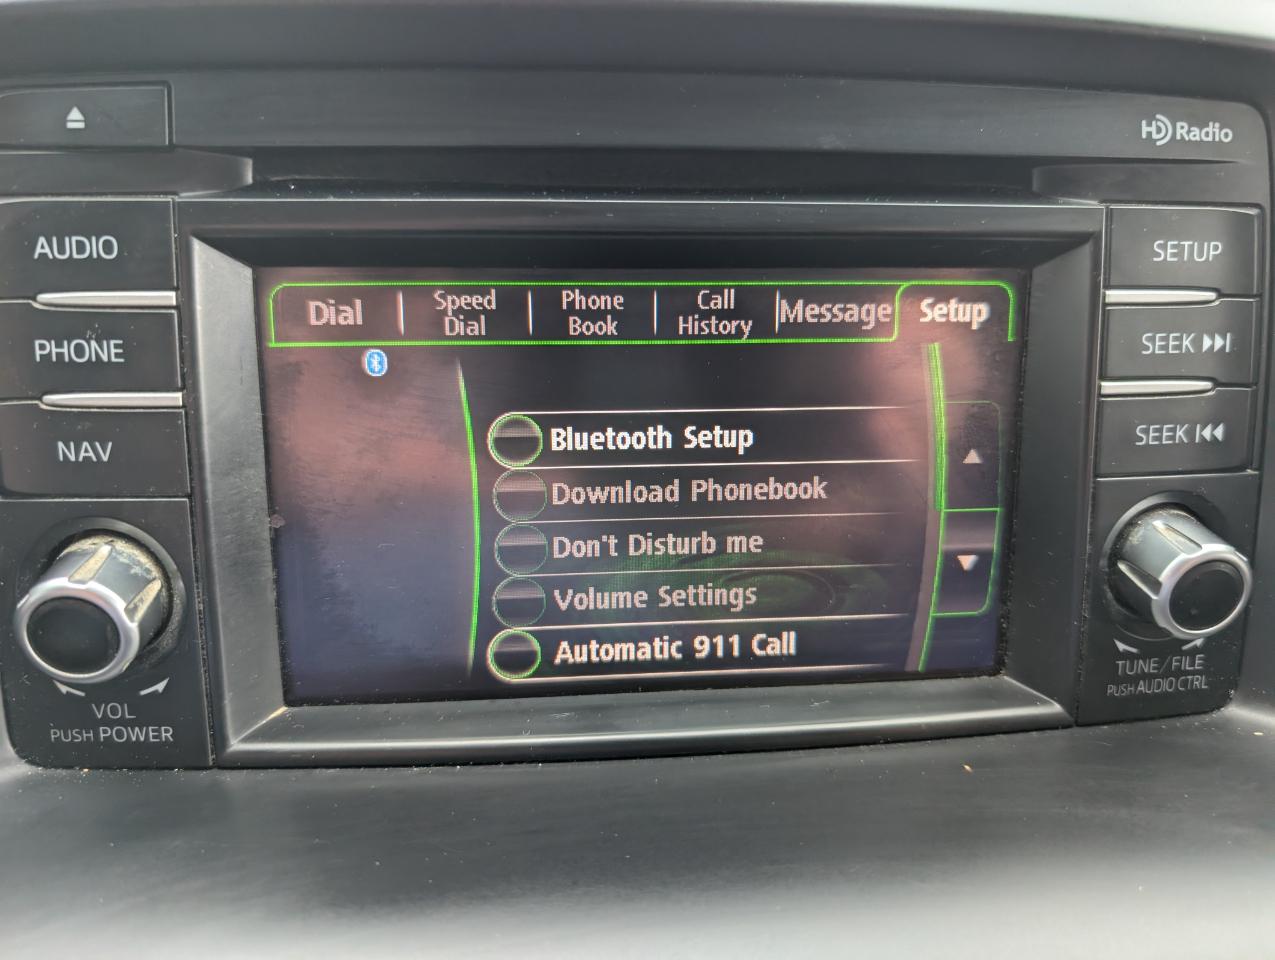 HD Radio
AUDIO
PHONE
NAV
VOL
PUSH POWER
Dial
Speed
Dial
Phone
Book
Call
History
Message
Setup
Bluetooth Setup
Download Phonebook
Don't Disturb me
Volume Settings
Automatic 911 Call
SETUP
SEEK
SEEK
TUNE/FILE
PUSH AUDIO CTRL